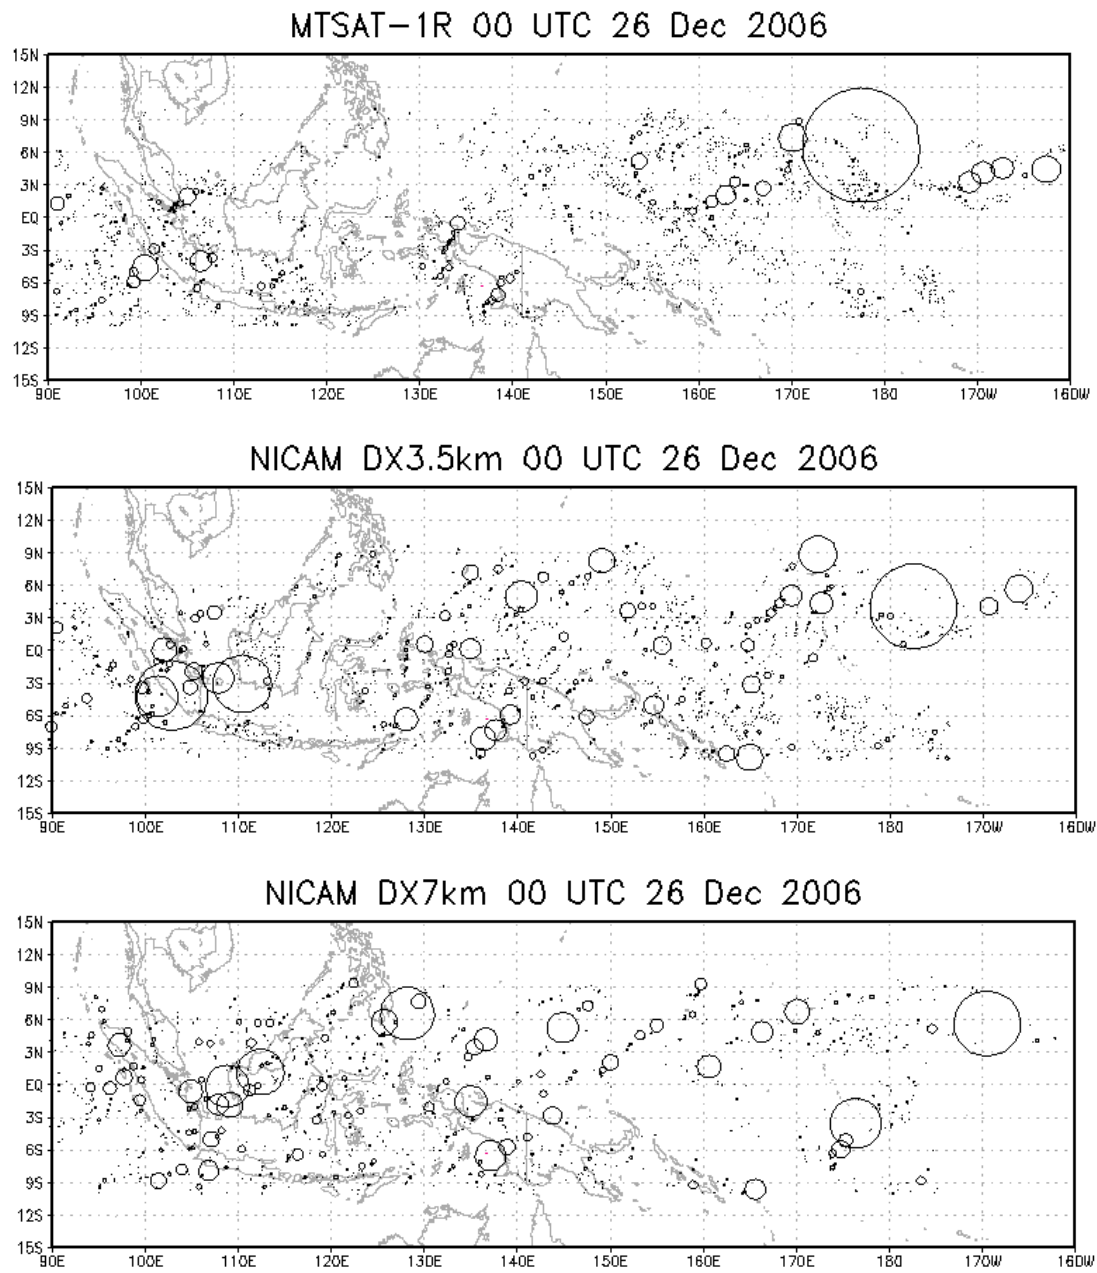 MTSAT-1R 00 UTC 26 Dec 2006
15N
12N
9N
6N
3N
EQ
3S
6S
9S
12S
15S
90E 100E 110E 120E 130E 140E 150E 160E 170E 180 170W 160W
NICAM DX3.5km 00 UTC 26 Dec 2006
15N
12N
9N
6N
3N
EQ
3S
6S
9S
12S
15S
90E 100E 110E 120E 130E 140E 150E 160E 170E 180 170W 160W
NICAM DX7km 00 UTC 26 Dec 2006
15N
12N
9N
6N
3N
EQ
3S
6S
9S
12S
15S
90E 100E 110E 120E 130E 140E 150E 160E 170E 180 170W 160W